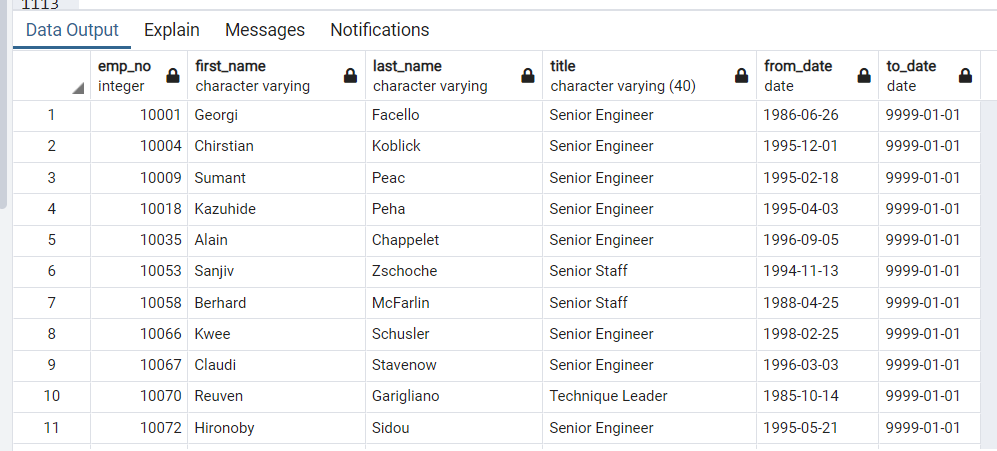 1113
Data Output Explain Messages Notifications
emp_no first_name last_name title from_date to_date
integer character varying character varying character varying (40) date date
1 10001 Georgi Facello Senior Engineer 1986-06-26 9999-01-01
2 10004 Chirstian Koblick Senior Engineer 1995-12-01 9999-01-01
3 10009 Sumant Peac Senior Engineer 1995-02-18 9999-01-01
4 10018 Kazuhide Peha Senior Engineer 1995-04-03 9999-01-01
5 10035 Alain Chappelet Senior Engineer 1996-09-05 9999-01-01
6 10053 Sanjiv Zschoche Senior Staff 1994-11-13 9999-01-01
7 10058 Berhard McFarlin Senior Staff 1988-04-25 9999-01-01
8 10066 Kwee Schusler Senior Engineer 1998-02-25 9999-01-01
9 10067 Claudi Stavenow Senior Engineer 1996-03-03 9999-01-01
10 10070 Reuven Garigliano Technique Leader 1985-10-14 9999-01-01
11 10072 Hironoby Sidou Senior Engineer 1995-05-21 9999-01-01